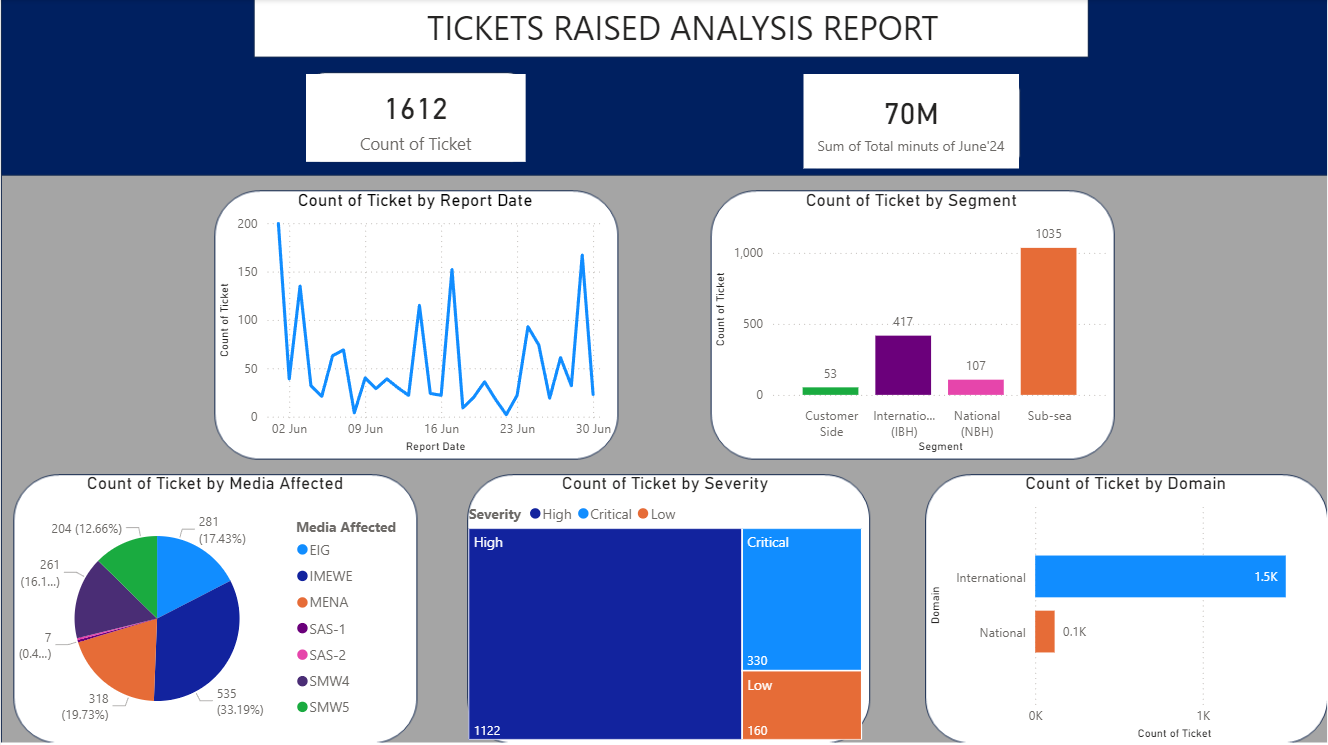 TICKETS RAISED ANALYSIS REPORT
1612
Count of Ticket
70M
Sum of Total minuts of June'24
Count of Ticket by Report Date
200
150
100
50
0
Count of Ticket
02 Jun
09 Jun
16 Jun
23 Jun
30 Jun
Report Date
Count of Ticket by Segment
1,000
500
0
Count of Ticket
53
417
107
1035
Customer
Side
Internatio...
(IBH)
National
(NBH)
Sub-sea
Segment
Count of Ticket by Media Affected
204 (12.66%)
281
(17.43%)
261
(16.1...)
7
(0.4...)
318
(19.73%)
535
(33.19%)
Media Affected
EIG
IMEWE
MENA
SAS-1
SAS-2
SMW4
SMW5
Count of Ticket by Severity
Severity High Critical Low
High
1122
Critical
330
Low
160
Count of Ticket by Domain
Domain
International
1.5K
National
0.1K
0K
1K
Count of Ticket